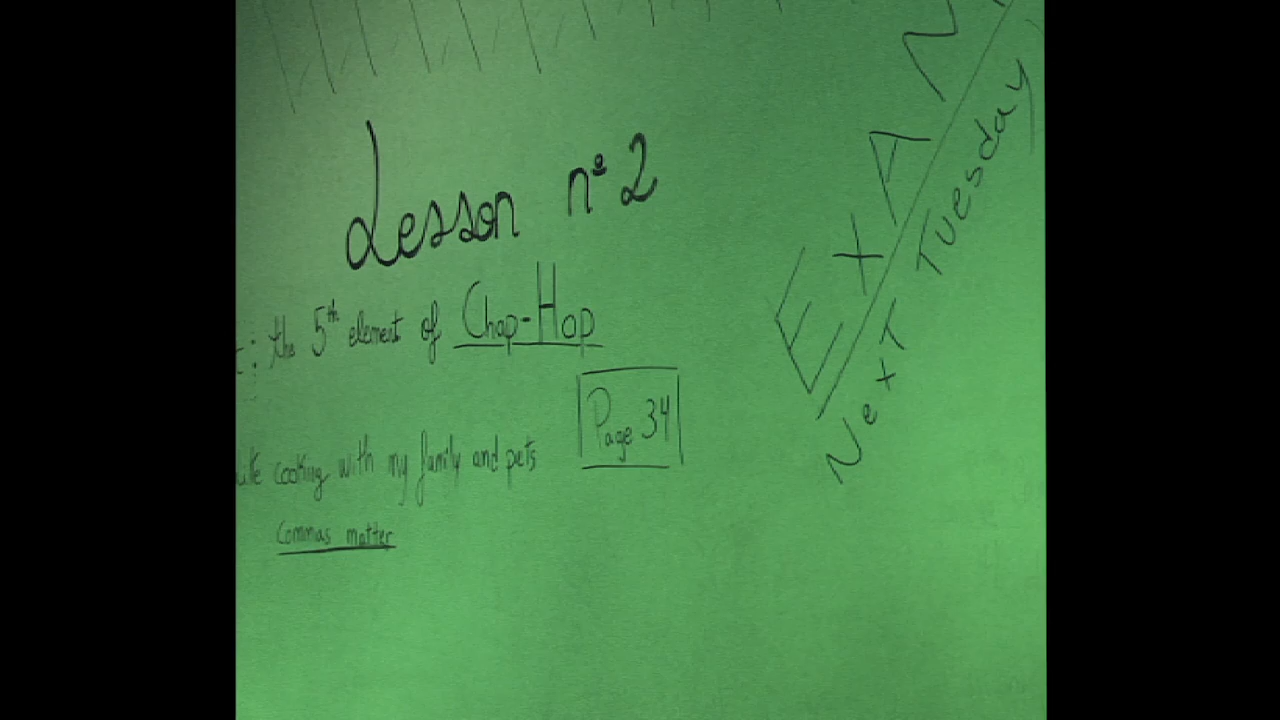 Lesson n° 2
: the 5th element of Chap-Hop
Page 34
cooking with my family and pets
Commas matter
EXAM
Next Tuesday